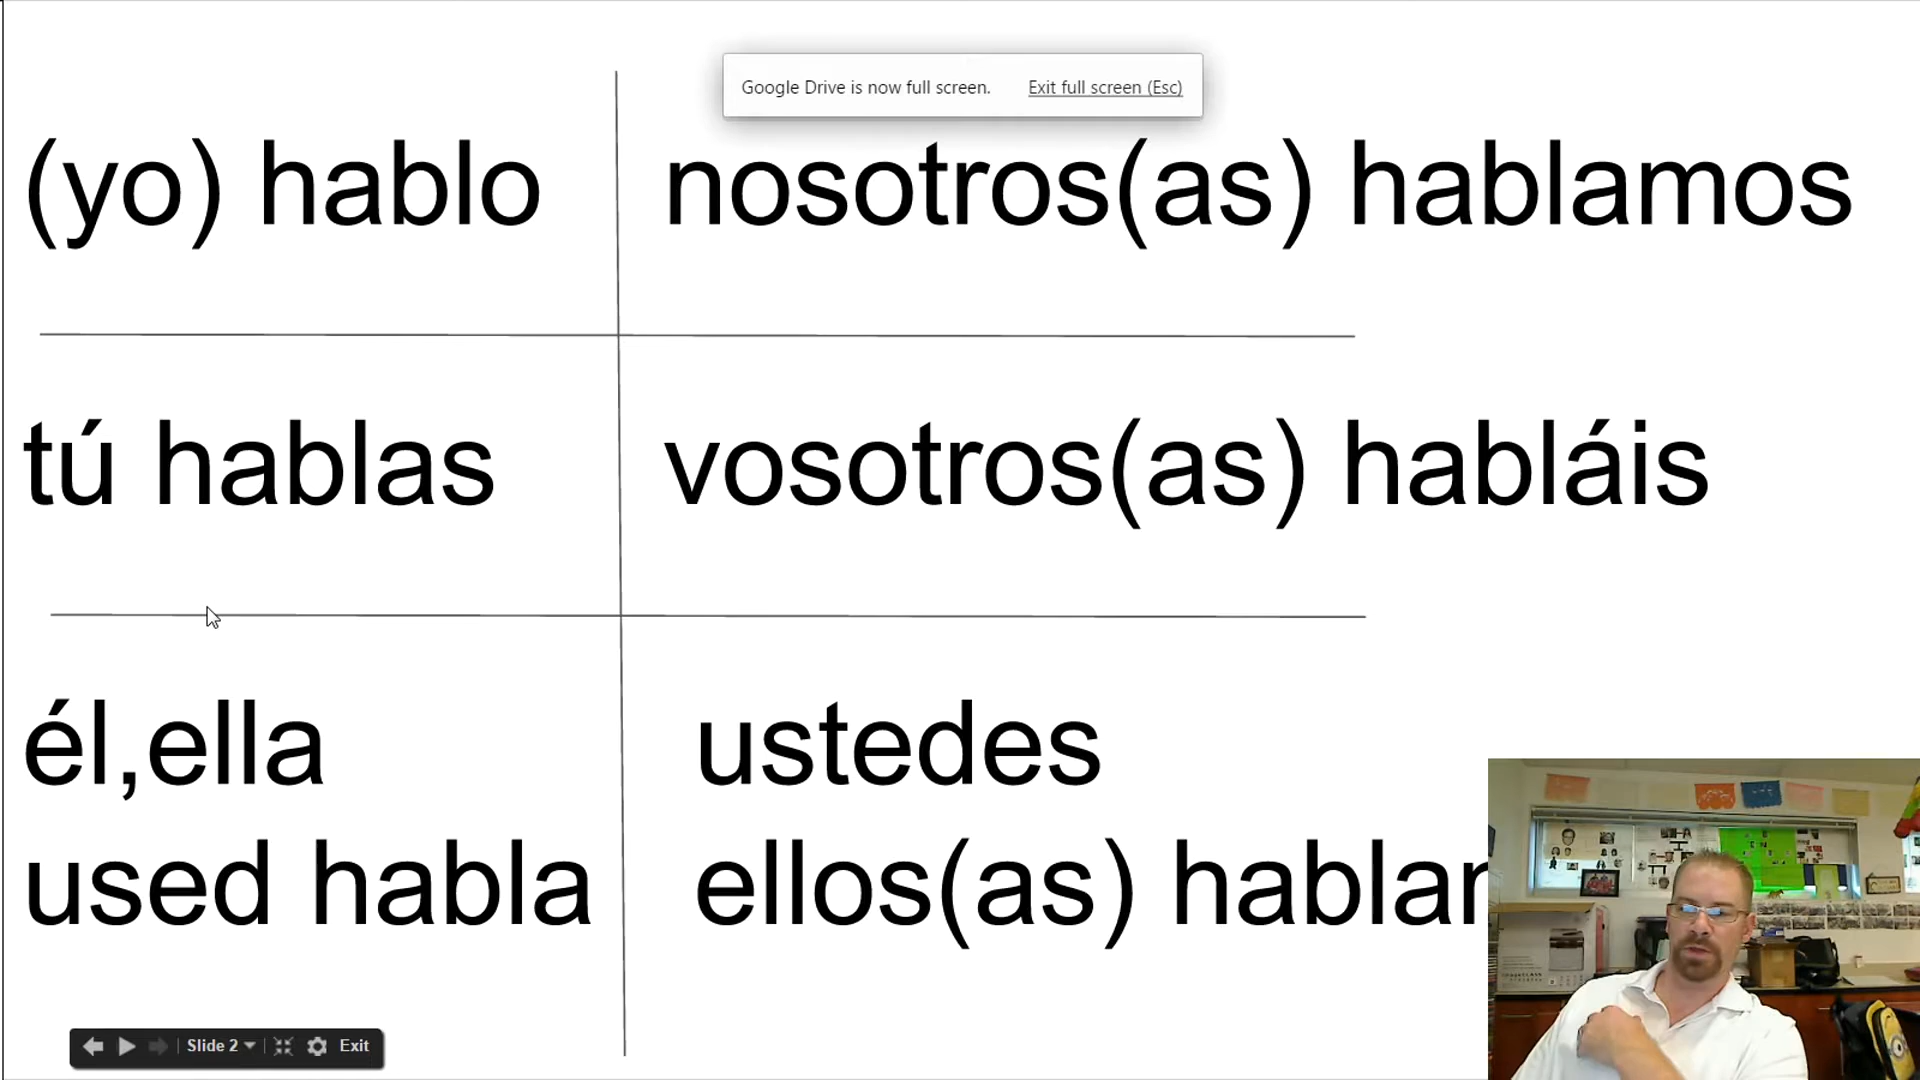 Google Drive is now full screen. Exit full screen (Esc)
(yo) hablo
nosotros(as) hablamos
tú hablas
vosotros(as) habláis
él,ella
used habla
ustedes
ellos(as)
Slide 2 Exit